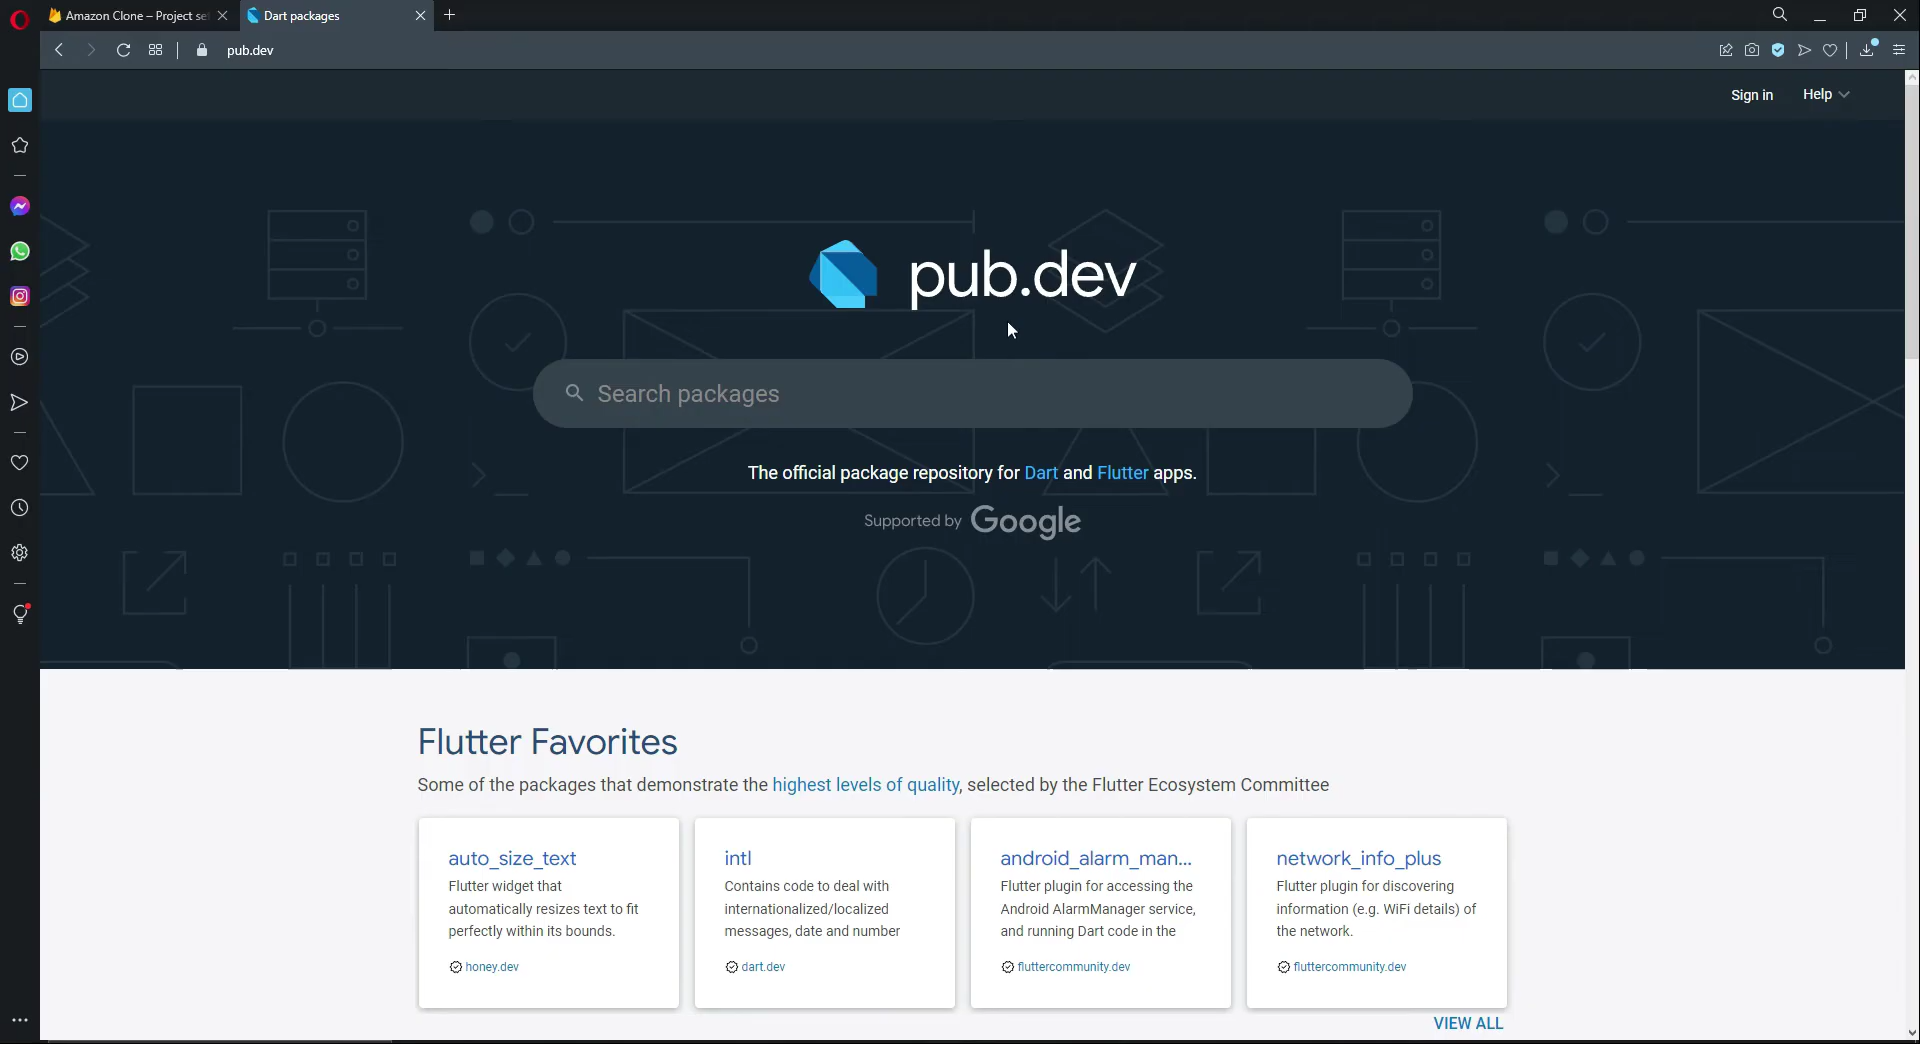 Amazon Clone – Project se
Dart packages
pub.dev
Sign in
Help
pub.dev
Search packages
The official package repository for Dart and Flutter apps.
Supported by Google
Flutter Favorites
Some of the packages that demonstrate the highest levels of quality, selected by the Flutter Ecosystem Committee
auto_size_text
Flutter widget that
automatically resizes text to fit
perfectly within its bounds.
honey.dev
intl
Contains code to deal with
internationalized/localized
messages, date and number
dart.dev
android_alarm_man...
Flutter plugin for accessing the
Android AlarmManager service,
and running Dart code in the
fluttercommunity.dev
network_info_plus
Flutter plugin for discovering
information (e.g. WiFi details) of
the network.
fluttercommunity.dev
VIEW ALL